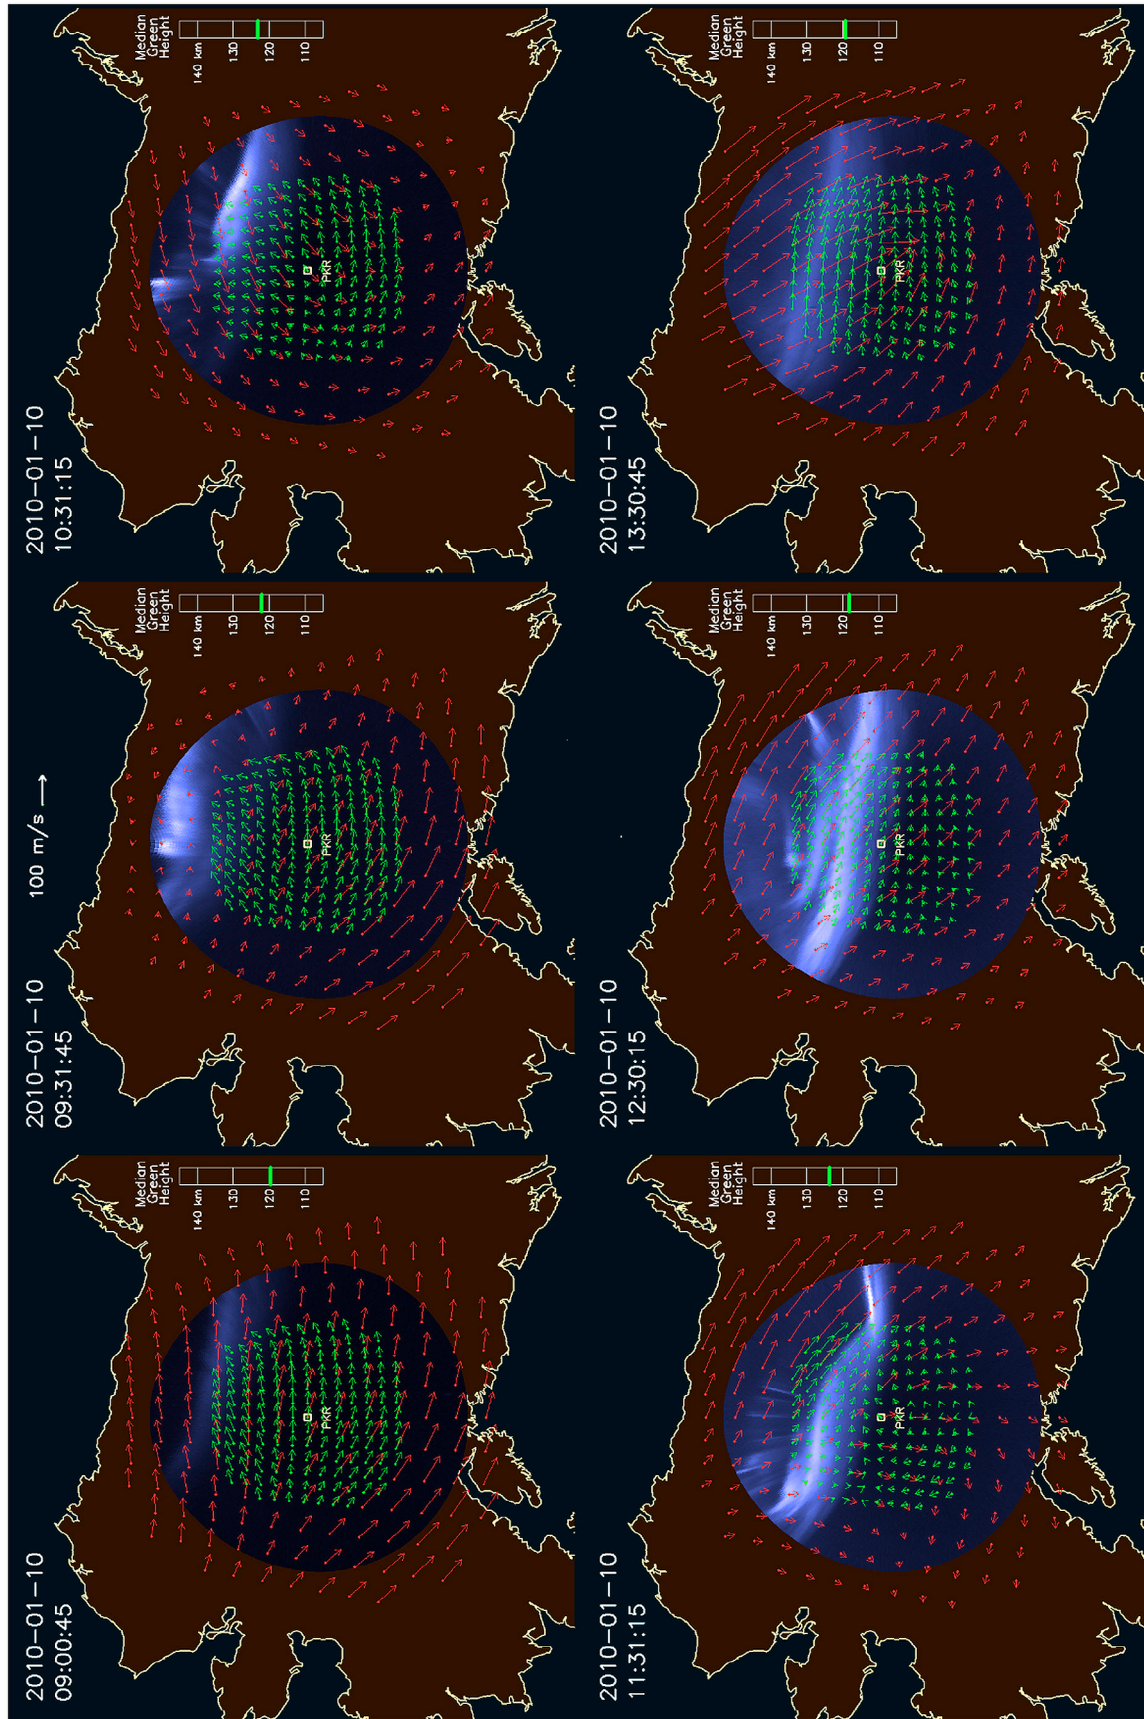 100 m/s
2010-01-10
09:00:45
Median
Green
Height
140 km
130
120
110
PKR
2010-01-10
09:31:45
Median
Green
Height
140 km
130
120
110
PKR
2010-01-10
10:31:15
Median
Green
Height
140 km
130
120
110
PKR
2010-01-10
11:31:15
Median
Green
Height
140 km
130
120
110
PKR
2010-01-10
12:30:15
Median
Green
Height
140 km
130
120
110
PKR
2010-01-10
13:30:45
Median
Green
Height
140 km
130
120
110
PKR